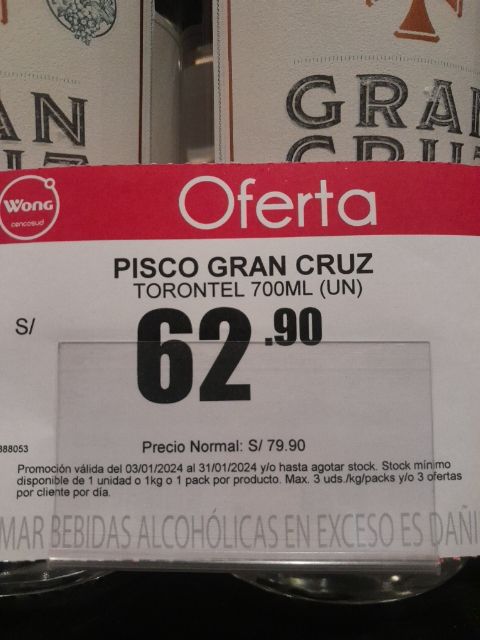 GRAN
CRUZ
Wong
cencosud
Oferta
PISCO GRAN CRUZ
TORONTEL 700ML (UN)
S/
62.90
388053
Precio Normal: S/ 79.90
Promoción válida del 03/01/2024 al 31/01/2024 y/o hasta agotar stock. Stock mínimo
disponible de 1 unidad o 1kg o 1 pack por producto. Max. 3 uds./kg/packs y/o 3 ofertas
por cliente por día.
MAR BEBIDAS ALCOHÓLICAS EN EXCESO ES DAÑI